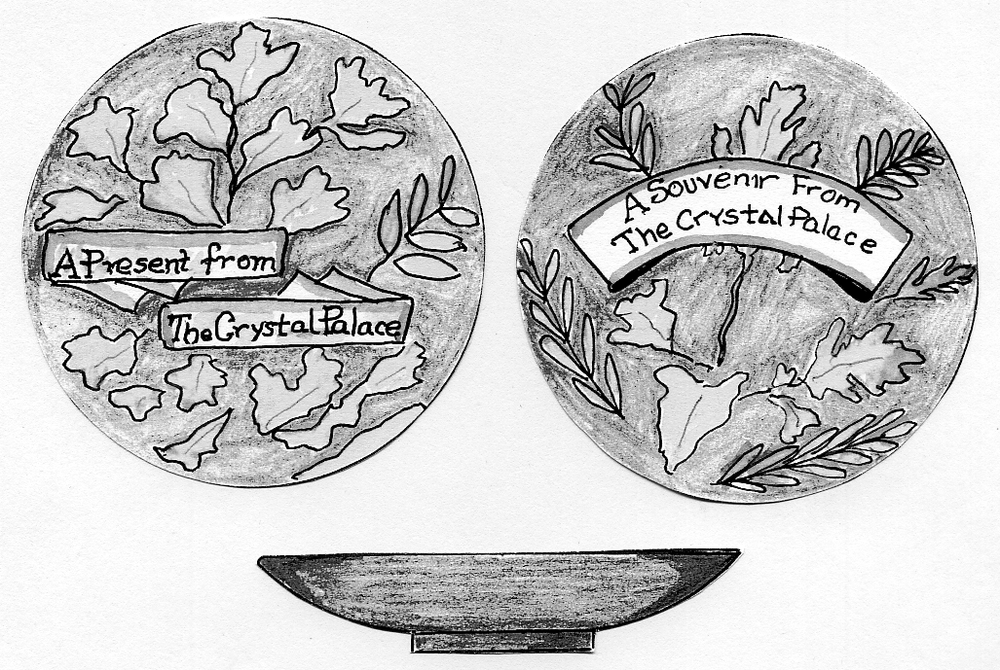 A Present from
The Crystal Palace
A Souvenir From
The Crystal Palace